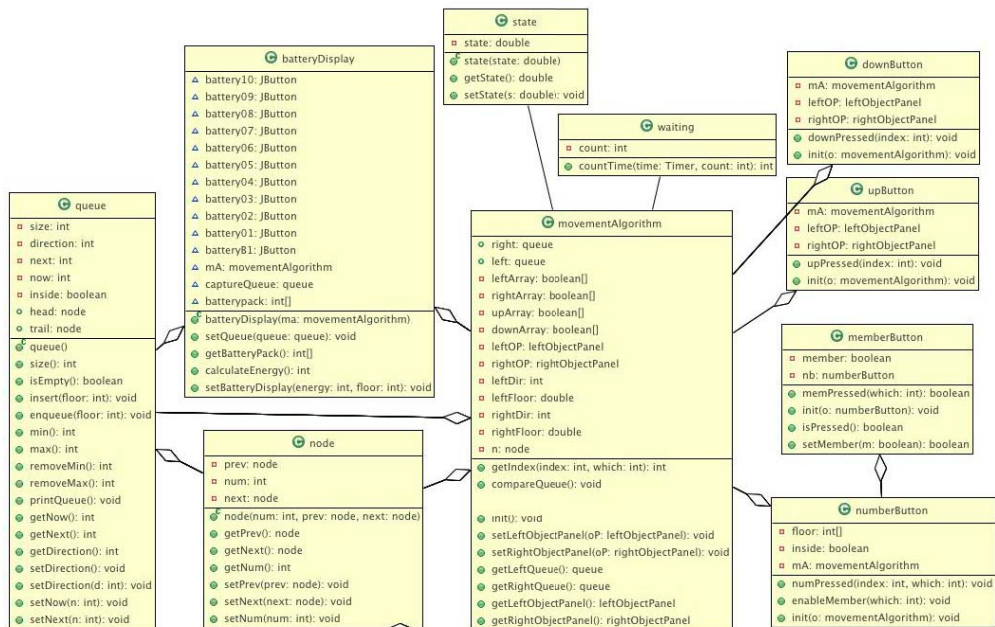 state
state: double
state(state: double)
getState(): double
setState(s: double): void
batteryDisplay
battery10: JButton
battery09: JButton
battery08: JButton
battery07: JButton
battery06: JButton
battery05: JButton
battery04: JButton
battery03: JButton
battery02: JButton
battery01: JButton
batteryB1: JButton
mA: movementAlgorithm
captureQueue: queue
batterypack: int[]
batteryDisplay(ma: movementAlgorithm)
setQueue(queue: queue): void
getBatteryPack(): int[]
calculateEnergy(): int
setBatteryDisplay(energy: int, floor: int): void
downButton
mA: movementAlgorithm
leftOP: leftObjectPanel
rightOP: rightObjectPanel
downPressed(index: int): void
init(o: movementAlgorithm): void
waiting
count: int
countTime(time: Timer, count: int): int
upButton
mA: movementAlgorithm
leftOP: leftObjectPanel
rightOP: rightObjectPanel
upPressed(index: int): void
init(o: movementAlgorithm): void
queue
size: int
direction: int
next: int
now: int
inside: boolean
head: node
trail: node
queue()
size(): int
isEmpty(): boolean
insert(floor: int): void
enqueue(floor: int): void
min(): int
max(): int
removeMin(): int
removeMax(): int
printQueue(): void
getNow(): int
getNext(): int
getDirection(): int
setDirection(): void
setDirection(d: int): void
setNow(n: int): void
setNext(n: int): void
movementAlgorithm
right: queue
left: queue
leftArray: boolean[]
rightArray: boolean[]
upArray: boolean[]
downArray: boolean[]
leftOP: leftObjectPanel
rightOP: rightObjectPanel
leftDir: int
leftFloor: double
rightDir: int
rightFloor: double
n: node
getIndex(index: int, which: int): int
compareQueue(): void
init(): void
setLeftObjectPanel(oP: leftObjectPanel): void
setRightObjectPanel(oP: rightObjectPanel): void
getLeftQueue(): queue
getRightQueue(): queue
getLeftObjectPanel(): leftObjectPanel
getRightObjectPanel(): rightObjectPanel
memberButton
member: boolean
nb: numberButton
memPressed(which: int): boolean
init(o: numberButton): void
isPressed(): boolean
setMember(m: boolean): boolean
node
prev: node
num: int
next: node
node(num: int, prev: node, next: node)
getPrev(): node
getNext(): node
getNum(): int
setPrev(prev: node): void
setNext(next: node): void
setNum(num: int): void
numberButton
floor: int[]
inside: boolean
mA: movementAlgorithm
numPressed(index: int, which: int): void
enableMember(which: int): void
init(o: movementAlgorithm): void